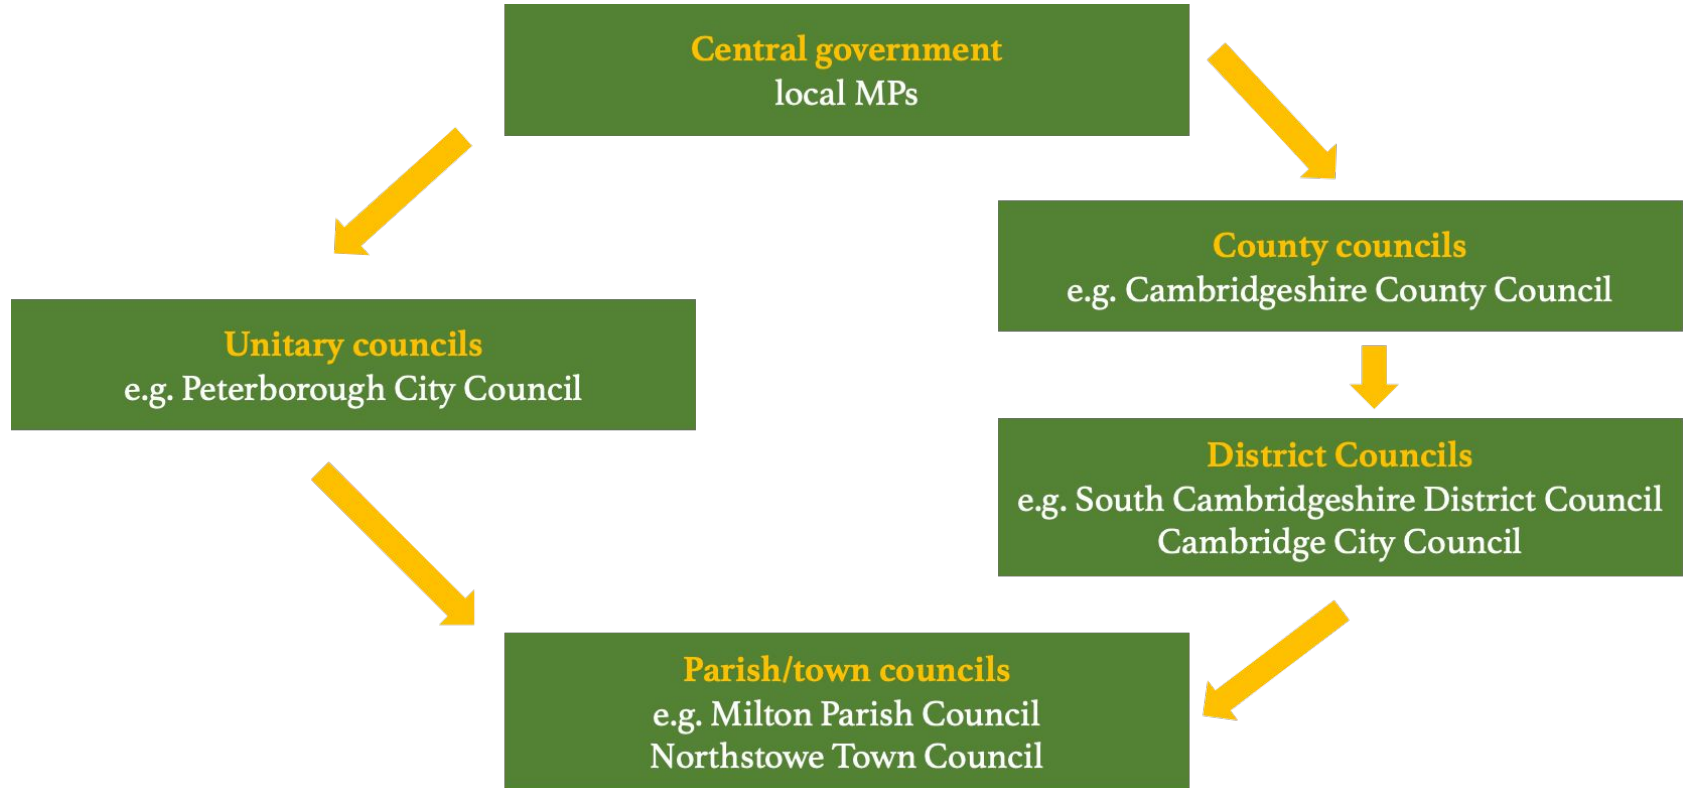 Central government
local MPs
County councils
e.g. Cambridgeshire County Council
Unitary councils
e.g. Peterborough City Council
District Councils
e.g. South Cambridgeshire District Council
Cambridge City Council
Parish/town councils
e.g. Milton Parish Council
Northstowe Town Council